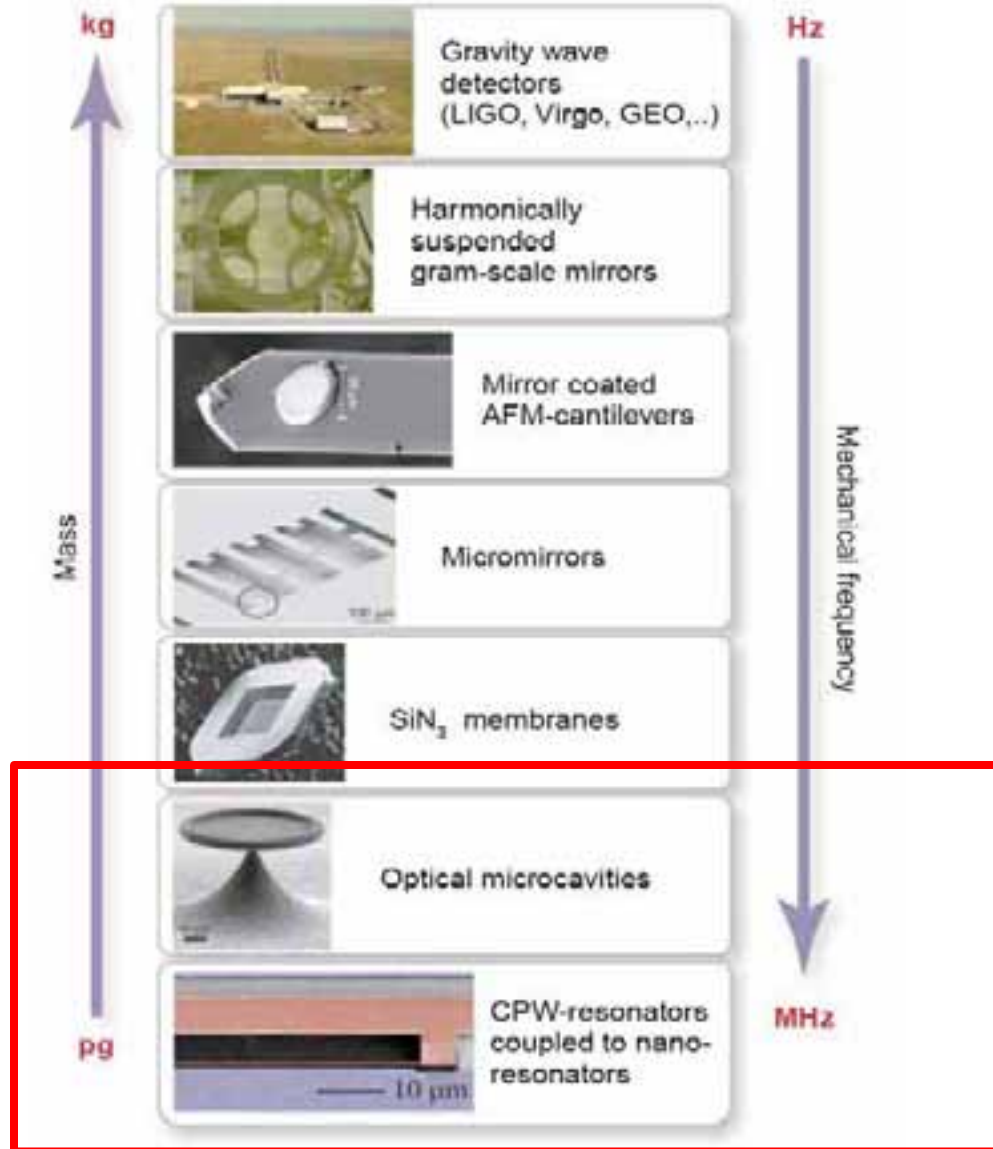 kg
Hz
Gravity wave
detectors
(LIGO, Virgo, GEO,..)
Harmonically
suspended
gram-scale mirrors
Mirror coated
AFM-cantilevers
Mass
Mechanical frequency
Micromirrors
SiN₃ membranes
Optical microcavities
CPW-resonators
coupled to nano-
resonators
MHz
pg
10 μm